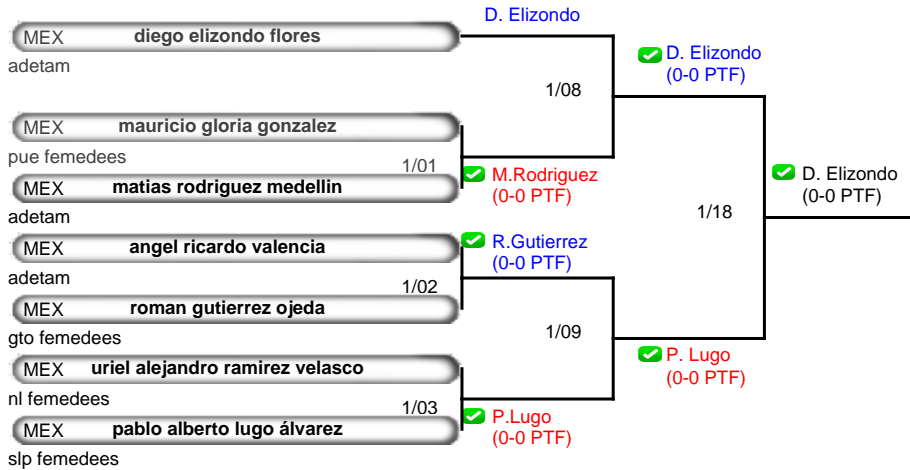 D. Elizondo
MEX diego elizondo flores
adetam
D. Elizondo
(0-0 PTF)
1/08
MEX mauricio gloria gonzalez
pue femedees
1/01
M.Rodriguez
(0-0 PTF)
MEX matias rodriguez medellin
adetam
D. Elizondo
(0-0 PTF)
1/18
MEX angel ricardo valencia
adetam
R.Gutierrez
(0-0 PTF)
1/02
MEX roman gutierrez ojeda
gto femedees
1/09
P. Lugo
(0-0 PTF)
MEX uriel alejandro ramirez velasco
nl femedees
1/03
P.Lugo
(0-0 PTF)
MEX pablo alberto lugo álvarez
slp femedees